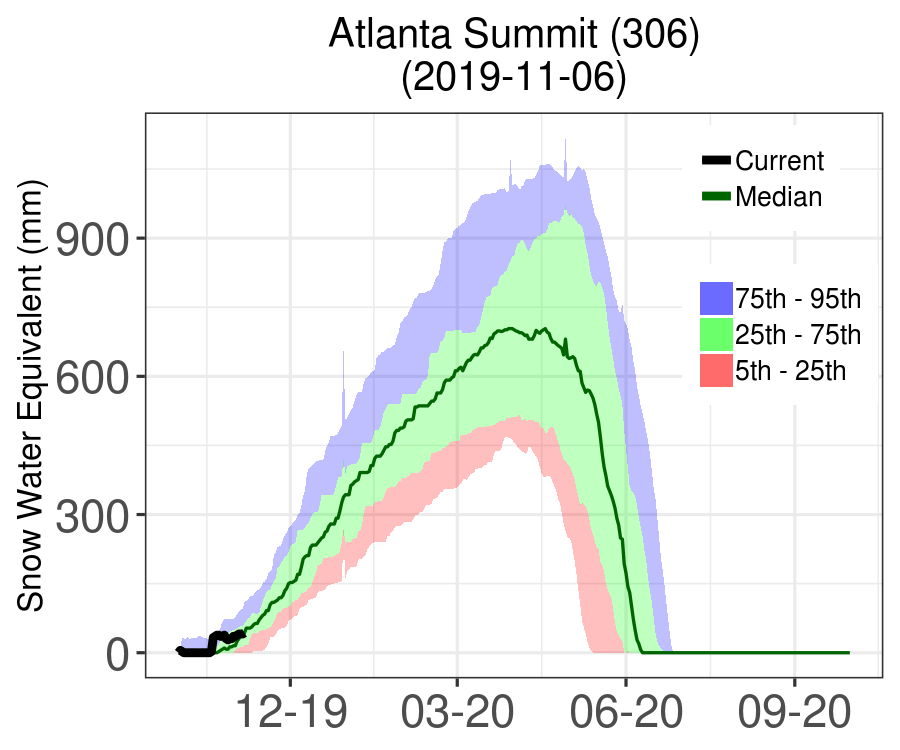 Atlanta Summit (306)
(2019-11-06)
Snow Water Equivalent (mm)
900
600
300
0
12-19
03-20
06-20
09-20
Current
Median
75th - 95th
25th - 75th
5th - 25th